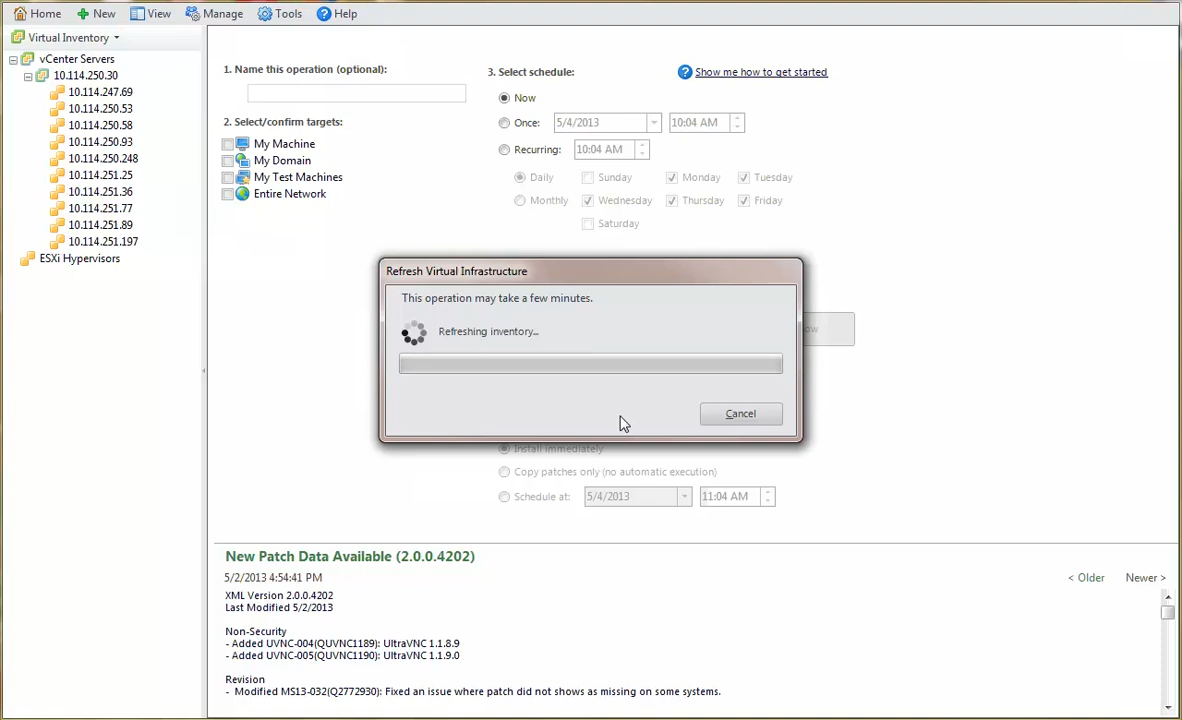 Home New View Manage Tools Help
Virtual Inventory
vCenter Servers
10.114.250.30
10.114.247.69
10.114.250.53
10.114.250.58
10.114.250.93
10.114.250.248
10.114.251.25
10.114.251.36
10.114.251.77
10.114.251.89
10.114.251.197
ESXi Hypervisors
1. Name this operation (optional):
2. Select/confirm targets:
My Machine
My Domain
My Test Machines
Entire Network
3. Select schedule:
Show me how to get started
Now
Once: 5/4/2013 10:04 AM
Recurring: 10:04 AM
Daily Sunday Monday Tuesday
Monthly Wednesday Thursday Friday
Saturday
Refresh Virtual Infrastructure
This operation may take a few minutes.
Refreshing inventory...
Cancel
Install immediately
Copy patches only (no automatic execution)
Schedule at: 5/4/2013 11:04 AM
New Patch Data Available (2.0.0.4202)
5/2/2013 4:54:41 PM
< Older Newer >
XML Version 2.0.0.4202
Last Modified 5/2/2013
Non-Security
- Added UVNC-004(QUVNC1189): UltraVNC 1.1.8.9
- Added UVNC-005(QUVNC1190): UltraVNC 1.1.9.0
Revision
- Modified MS13-032(Q2772930): Fixed an issue where patch did not shows as missing on some systems.